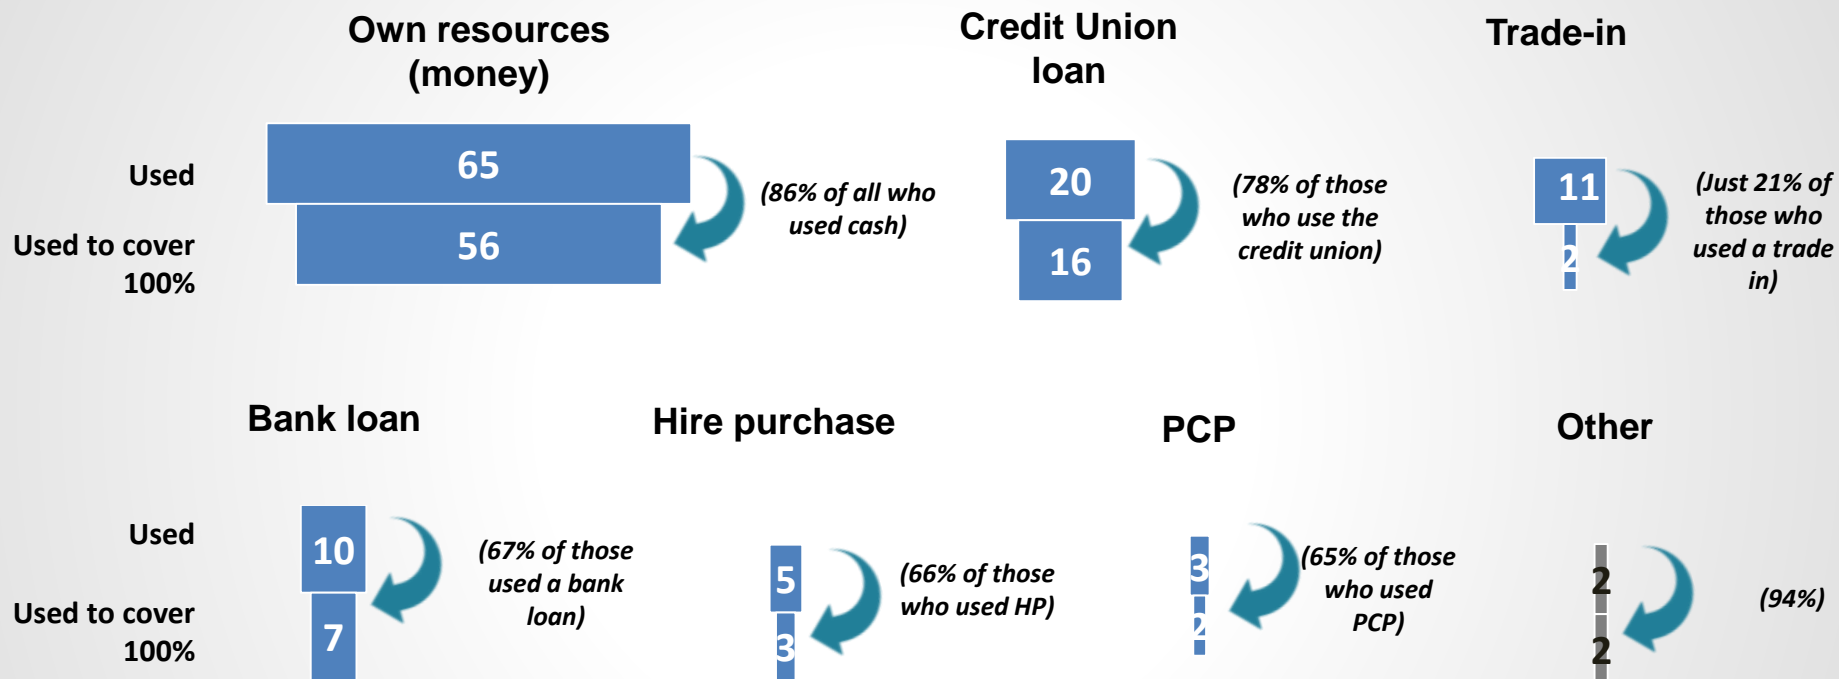 Own resources
(money)
Credit Union
loan
Trade-in
Used
65
(86% of all who
used cash)
20
(78% of those
who use the
credit union)
11
(Just 21% of
those who
used a trade
in)
Used to cover
100%
56
16
2
Bank loan
Hire purchase
PCP
Other
Used
10
(67% of those
used a bank
loan)
5
(66% of those
who used HP)
3
(65% of those
who used
PCP)
2
(94%)
Used to cover
100%
7
3
2
2